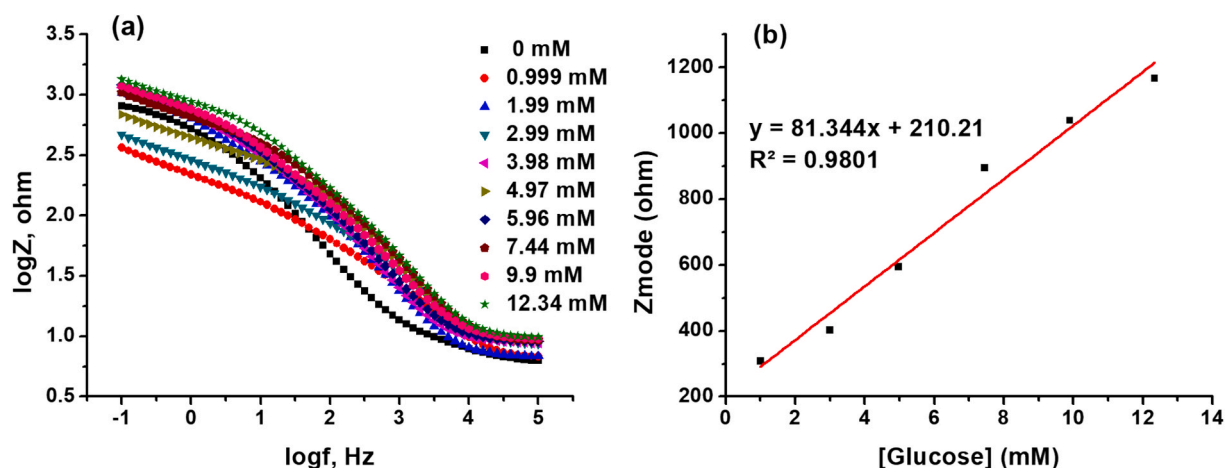 (a)
3.5
3.0
2.5
2.0
1.5
1.0
0.5
logZ, ohm
-1 0 1 2 3 4 5
logf, Hz
0 mM
0.999 mM
1.99 mM
2.99 mM
3.98 mM
4.97 mM
5.96 mM
7.44 mM
9.9 mM
12.34 mM
(b)
1200
1000
800
600
400
200
Zmode (ohm)
y = 81.344x + 210.21
R² = 0.9801
0 2 4 6 8 10 12 14
[Glucose] (mM)